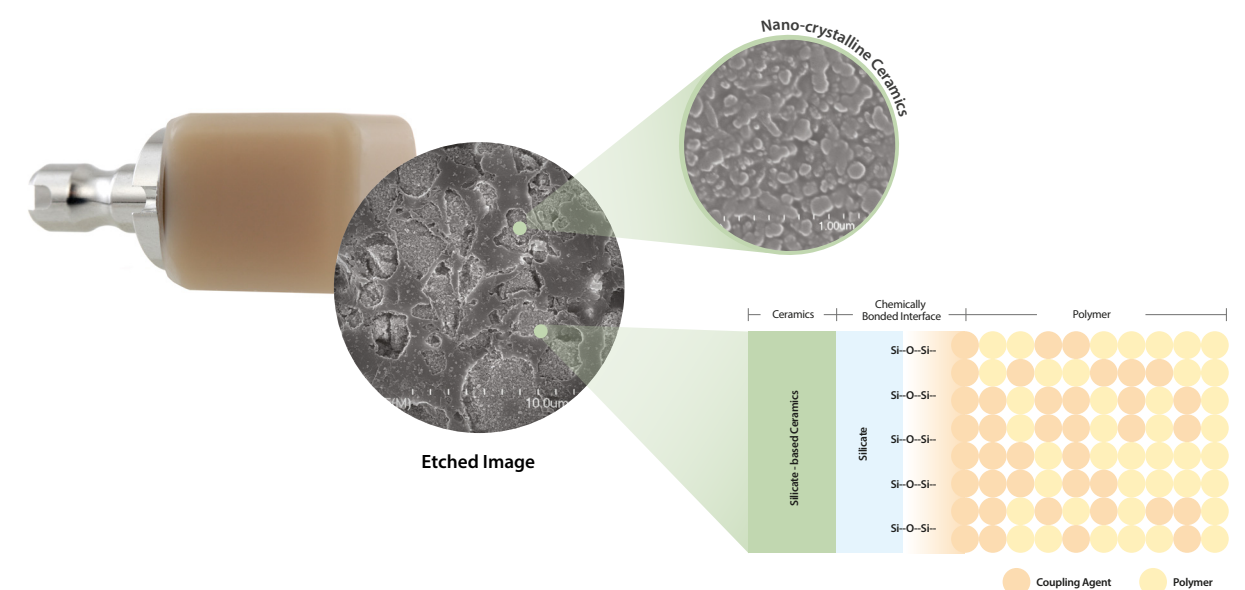 Nano-crystalline Ceramics
1.00um
10.0um
Etched Image
Ceramics
Chemically
Bonded Interface
Polymer
Silicate - based Ceramics
Silicate
Si--O--Si--
Si--O--Si--
Si--O--Si--
Si--O--Si--
Si--O--Si--
Coupling Agent
Polymer